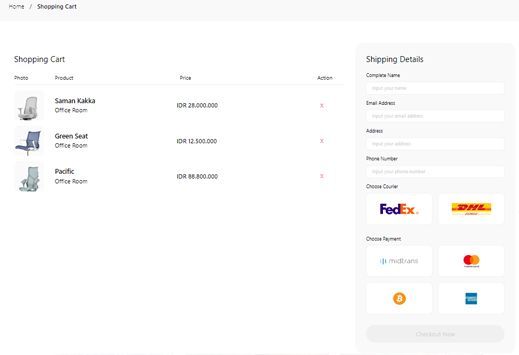 Home / Shopping Cart
Shopping Cart
Photo Product Price Action
Saman Kakka
Office Room
IDR 28.000.000
X
Green Seat
Office Room
IDR 12.500.000
X
Pacific
Office Room
IDR 88.800.000
X
Shipping Details
Complete Name
Input your name
Email Address
Input your email address
Address
Input your address
Phone Number
Input your phone number
Choose Courier
FedEx
DHL
Choose Payment
midtrans
Checkout Now